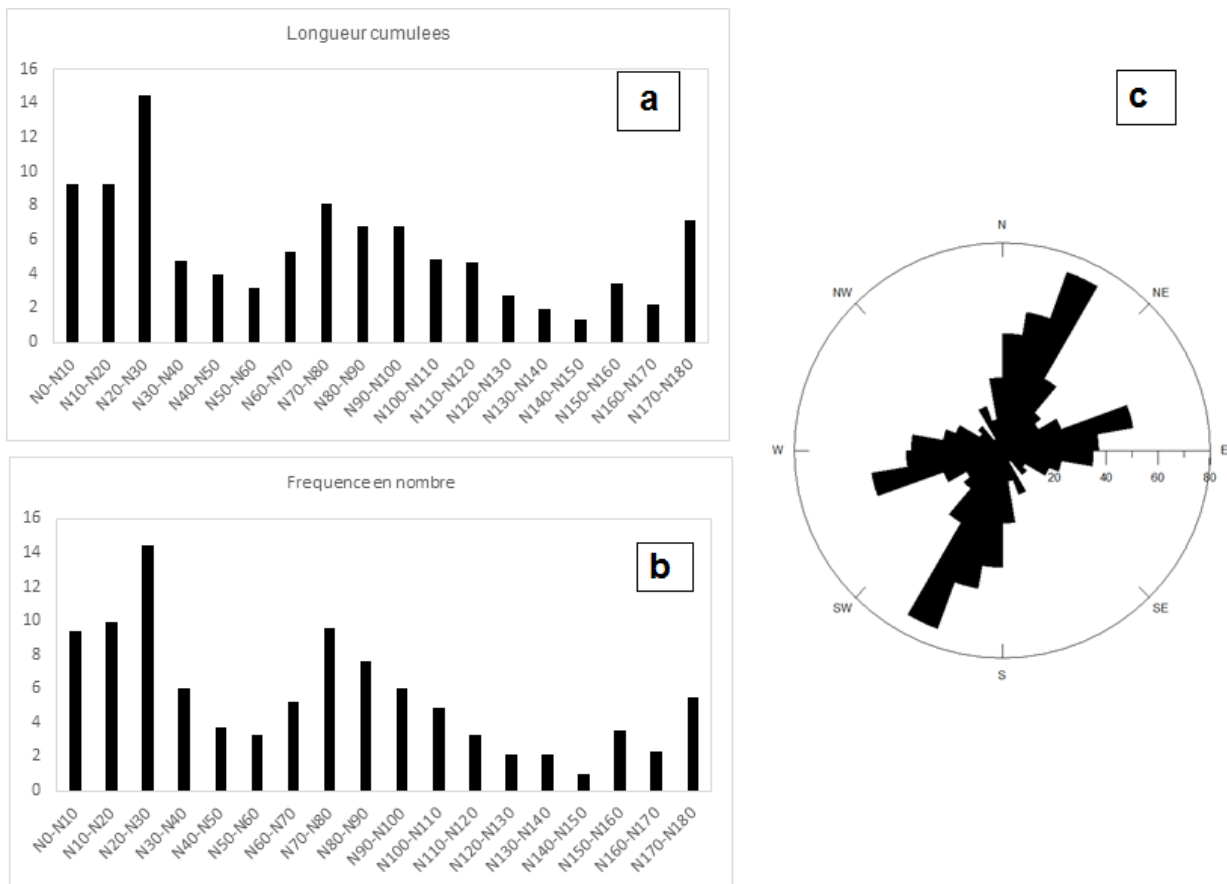 Longueur cumulees
a
16
14
12
10
8
6
4
2
0
N0-N10
N10-N20
N20-N30
N30-N40
N40-N50
N50-N60
N60-N70
N70-N80
N80-N90
N90-N100
N100-N110
N110-N120
N120-N130
N130-N140
N140-N150
N150-N160
N160-N170
N170-N180
Frequence en nombre
b
16
14
12
10
8
6
4
2
0
N0-N10
N10-N20
N20-N30
N30-N40
N40-N50
N50-N60
N60-N70
N70-N80
N80-N90
N90-N100
N100-N110
N110-N120
N120-N130
N130-N140
N140-N150
N150-N160
N160-N170
N170-N180
c
N
NW
NE
W
E
20 40 60 80
SW
SE
S